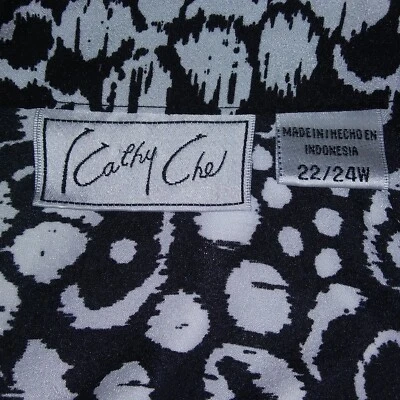 Kathy Che
MADE IN / HECHO EN
INDONESIA
22/24W